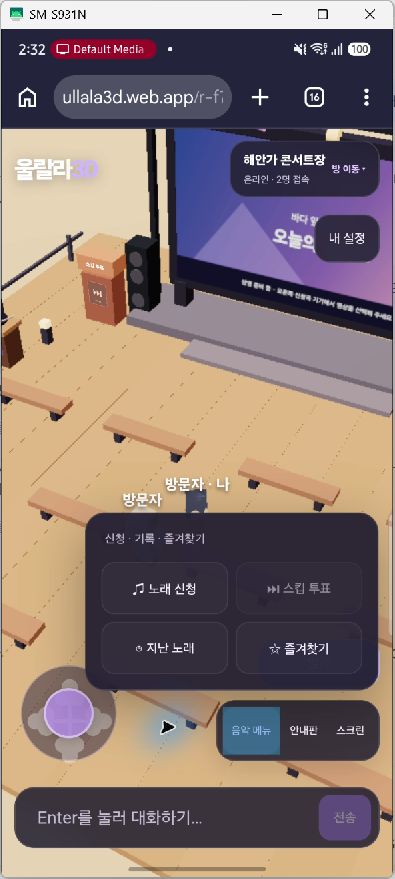 SM-S931N
2:32 Default Media 100
ullala3d.web.app/r-f
16
울랄라3D
해안가 콘서트장
온라인 · 2명 접속
방 이동
내 설정
바다 앞
오늘의
방문자 · 나
방문자
신청 · 기록 · 즐겨찾기
♫ 노래 신청
⏭ 스킵 투표
지난 노래
☆ 즐겨찾기
음악 메뉴 안내판 스크린
Enter를 눌러 대화하기...
전송